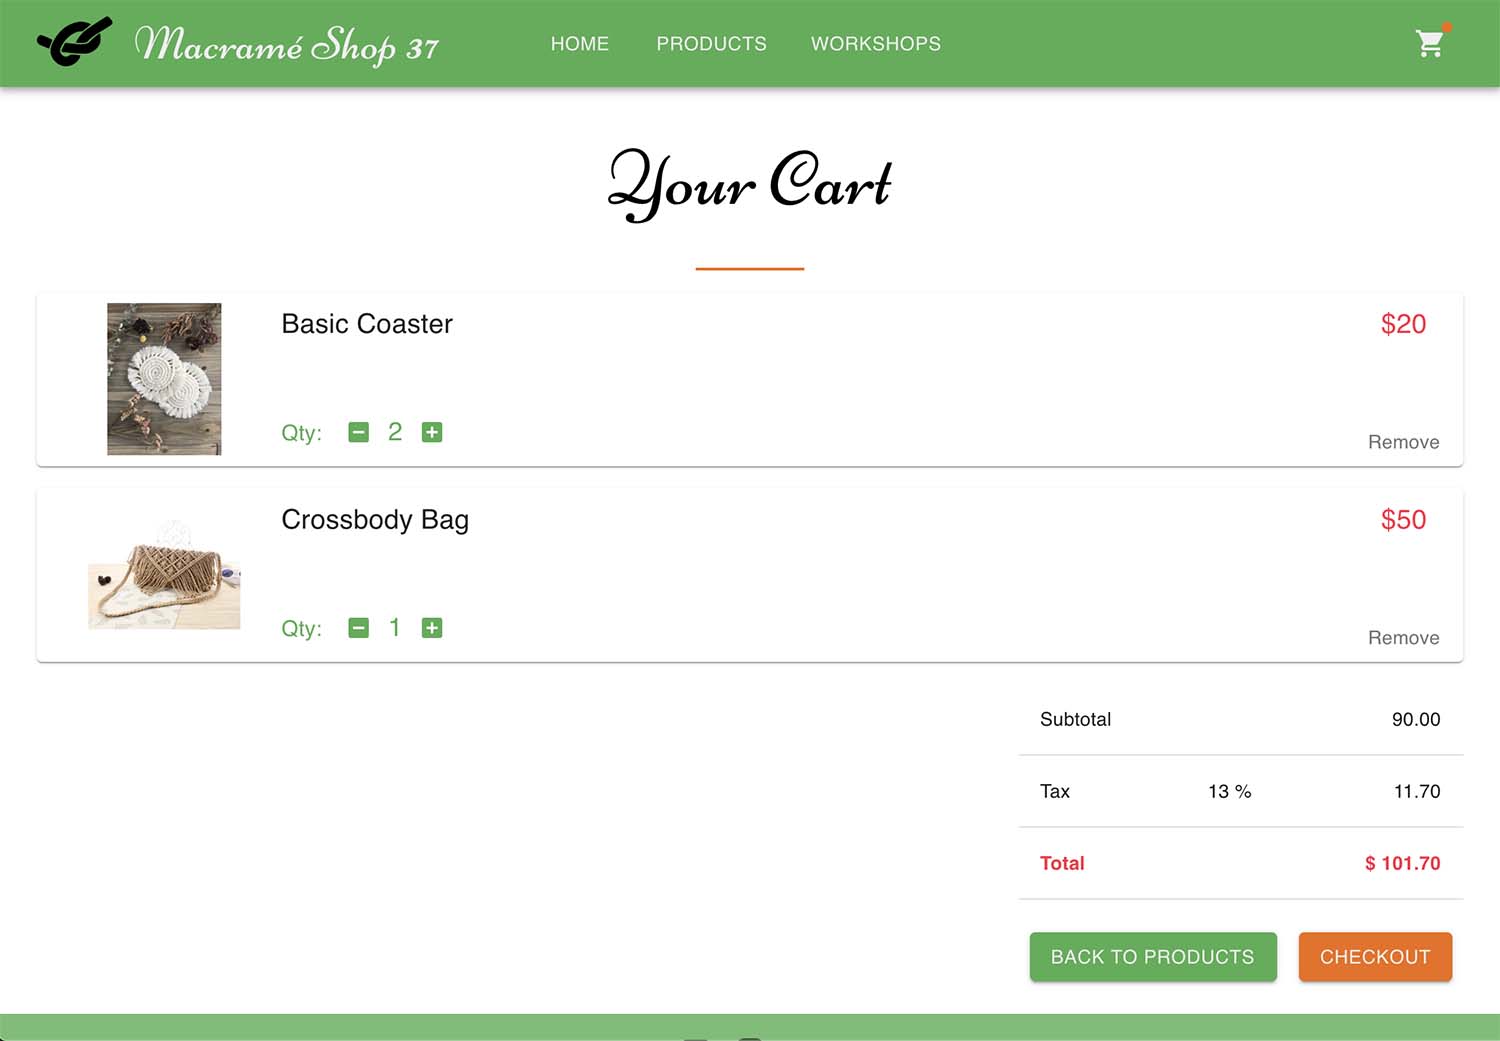 Macramé Shop 37
HOME PRODUCTS WORKSHOPS
Your Cart
Basic Coaster
$20
Qty: 2
Remove
Crossbody Bag
$50
Qty: 1
Remove
Subtotal 90.00
Tax 13 % 11.70
Total $ 101.70
BACK TO PRODUCTS CHECKOUT